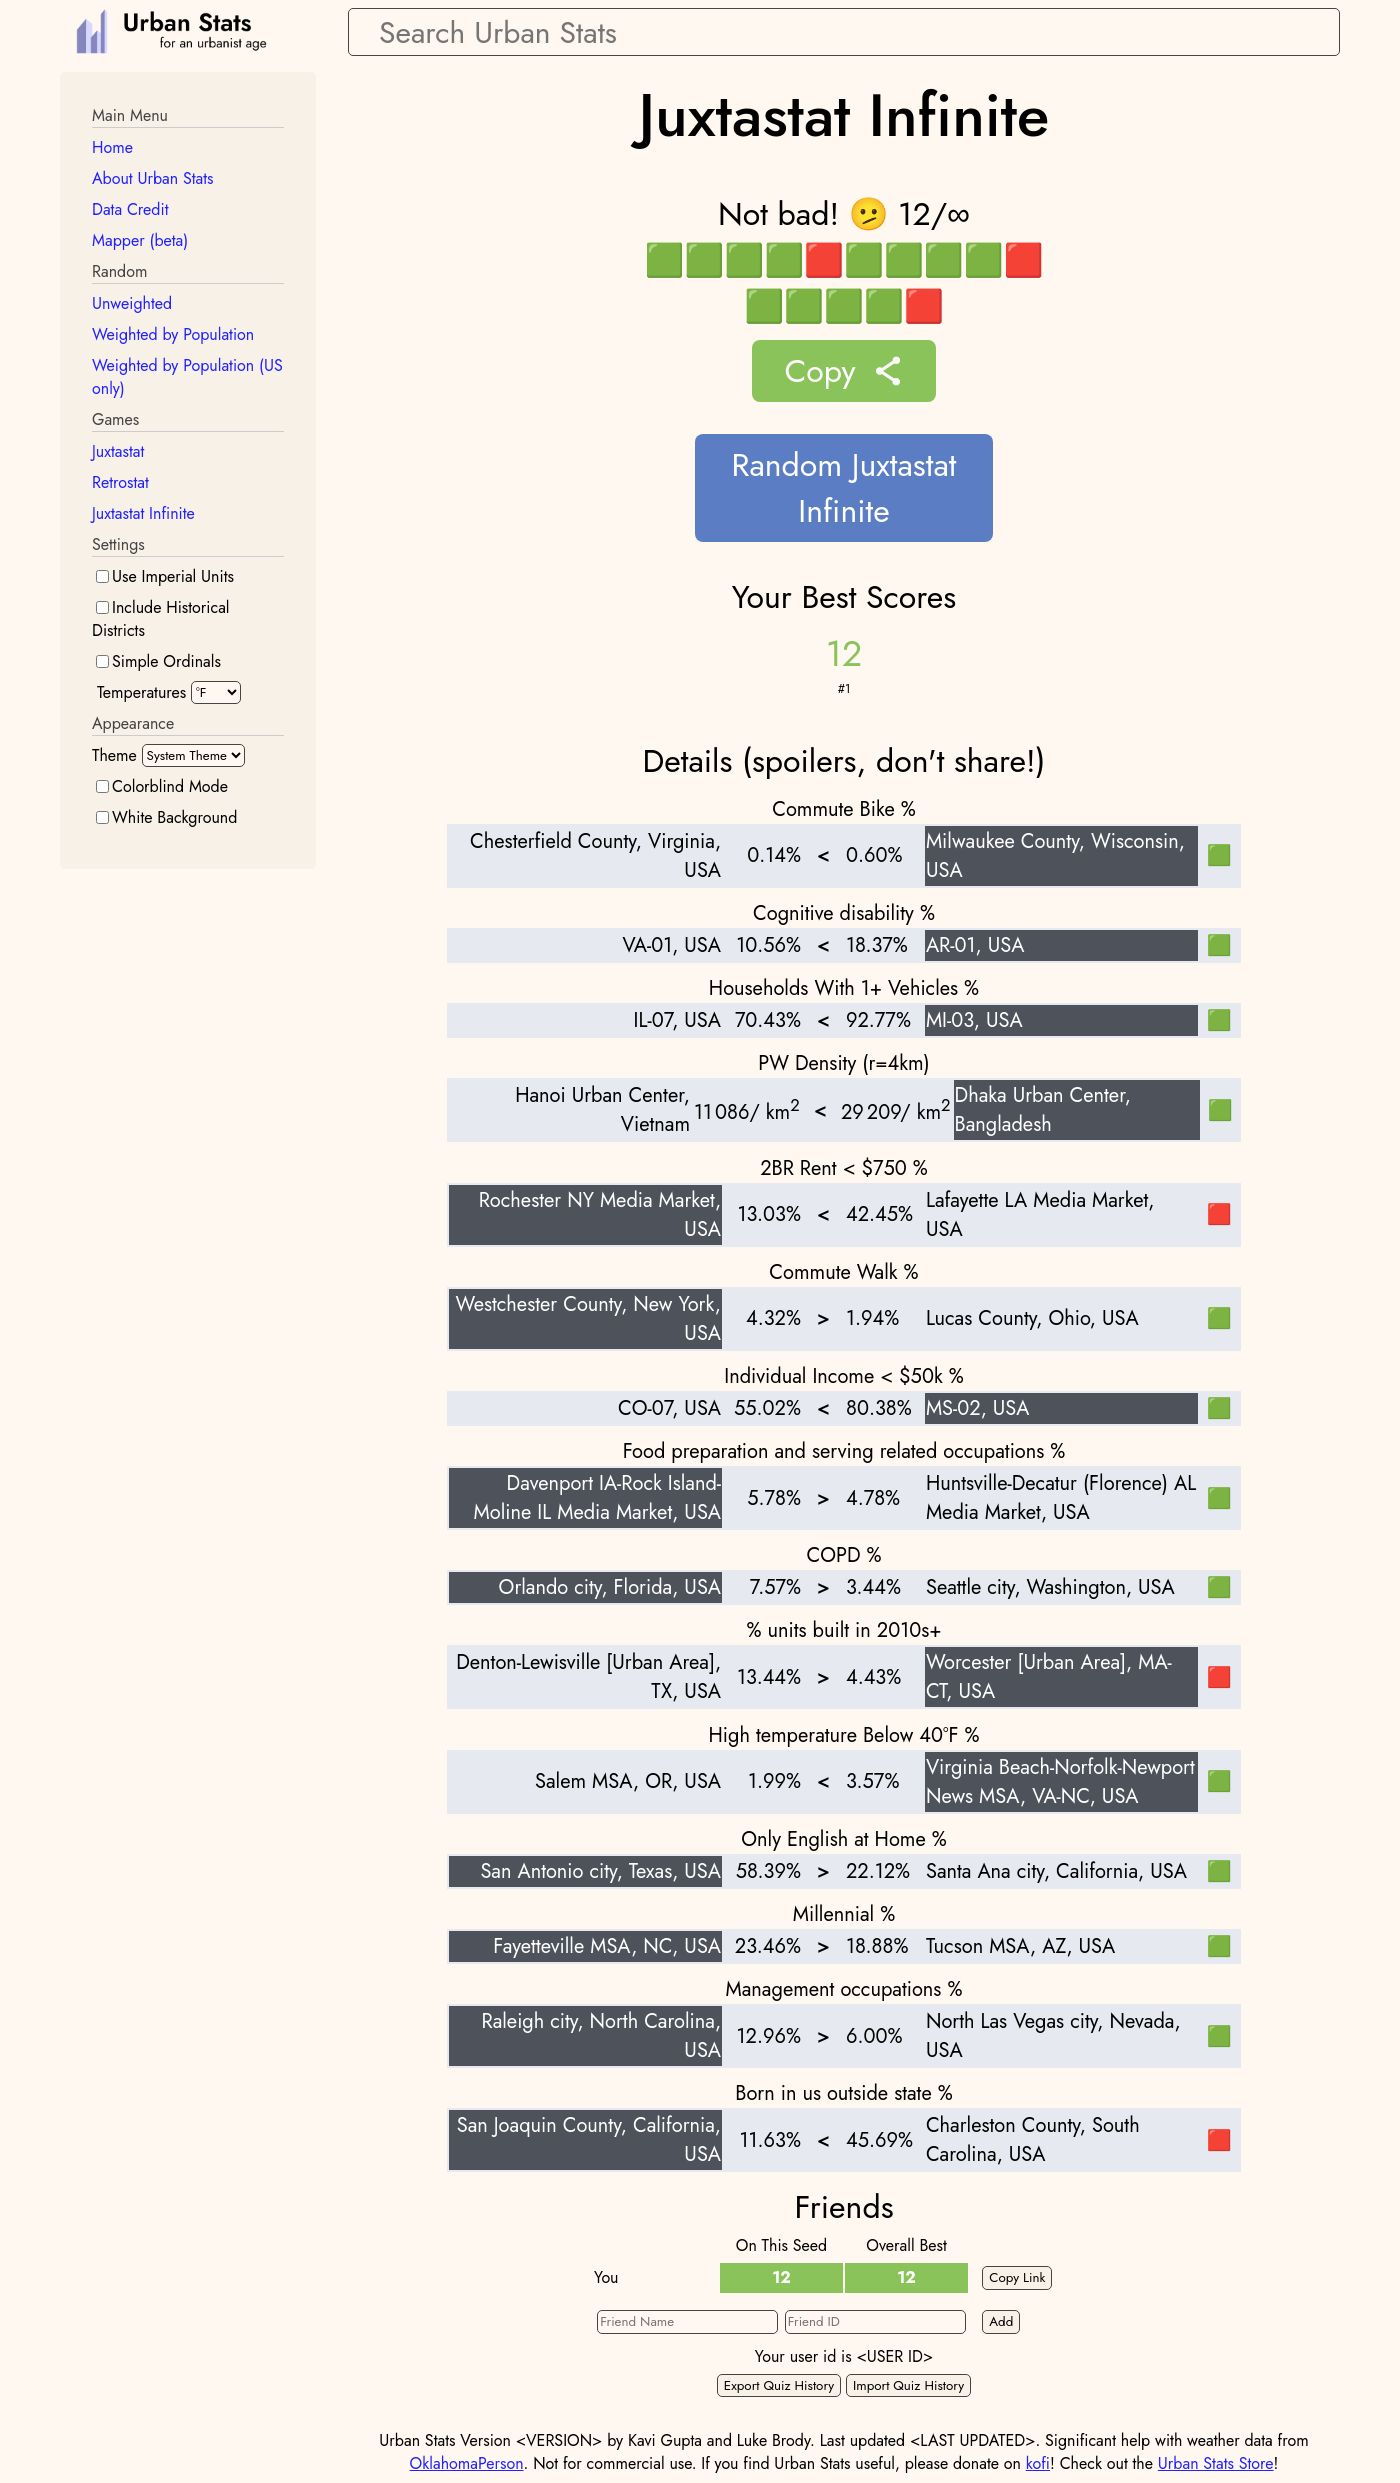 Urban Stats
for an urbanist age
Search Urban Stats
Main Menu
Home
About Urban Stats
Data Credit
Mapper (beta)
Random
Unweighted
Weighted by Population
Weighted by Population (US
only)
Games
Juxtastat
Retrostat
Juxtastat Infinite
Settings
Use Imperial Units
Include Historical
Districts
Simple Ordinals
Temperatures °F
Appearance
Theme System Theme
Colorblind Mode
White Background
Juxtastat Infinite
Not bad! 🫤 12/∞
🟩🟩🟩🟩🟥🟩🟩🟩🟩🟥
🟩🟩🟩🟩🟥
Copy
Random Juxtastat
Infinite
Your Best Scores
12
#1
Details (spoilers, don't share!)
Commute Bike %
Chesterfield County, Virginia,
USA 0.14% < 0.60% Milwaukee County, Wisconsin,
USA
Cognitive disability %
VA-01, USA 10.56% < 18.37% AR-01, USA
Households With 1+ Vehicles %
IL-07, USA 70.43% < 92.77% MI-03, USA
PW Density (r=4km)
Hanoi Urban Center,
Vietnam 11 086/ km² < 29 209/ km² Dhaka Urban Center,
Bangladesh
2BR Rent < $750 %
Rochester NY Media Market,
USA 13.03% < 42.45% Lafayette LA Media Market,
USA
Commute Walk %
Westchester County, New York,
USA 4.32% > 1.94% Lucas County, Ohio, USA
Individual Income < $50k %
CO-07, USA 55.02% < 80.38% MS-02, USA
Food preparation and serving related occupations %
Davenport IA-Rock Island-
Moline IL Media Market, USA 5.78% > 4.78% Huntsville-Decatur (Florence) AL
Media Market, USA
COPD %
Orlando city, Florida, USA 7.57% > 3.44% Seattle city, Washington, USA
% units built in 2010s+
Denton-Lewisville [Urban Area],
TX, USA 13.44% > 4.43% Worcester [Urban Area], MA-
CT, USA
High temperature Below 40°F %
Salem MSA, OR, USA 1.99% < 3.57% Virginia Beach-Norfolk-Newport
News MSA, VA-NC, USA
Only English at Home %
San Antonio city, Texas, USA 58.39% > 22.12% Santa Ana city, California, USA
Millennial %
Fayetteville MSA, NC, USA 23.46% > 18.88% Tucson MSA, AZ, USA
Management occupations %
Raleigh city, North Carolina,
USA 12.96% > 6.00% North Las Vegas city, Nevada,
USA
Born in us outside state %
San Joaquin County, California,
USA 11.63% < 45.69% Charleston County, South
Carolina, USA
Friends
On This Seed Overall Best
You 12 12 Copy Link
Friend Name Friend ID Add
Your user id is <USER ID>
Export Quiz History Import Quiz History
Urban Stats Version <VERSION> by Kavi Gupta and Luke Brody. Last updated <LAST UPDATED>. Significant help with weather data from
OklahomaPerson. Not for commercial use. If you find Urban Stats useful, please donate on kofi! Check out the Urban Stats Store!